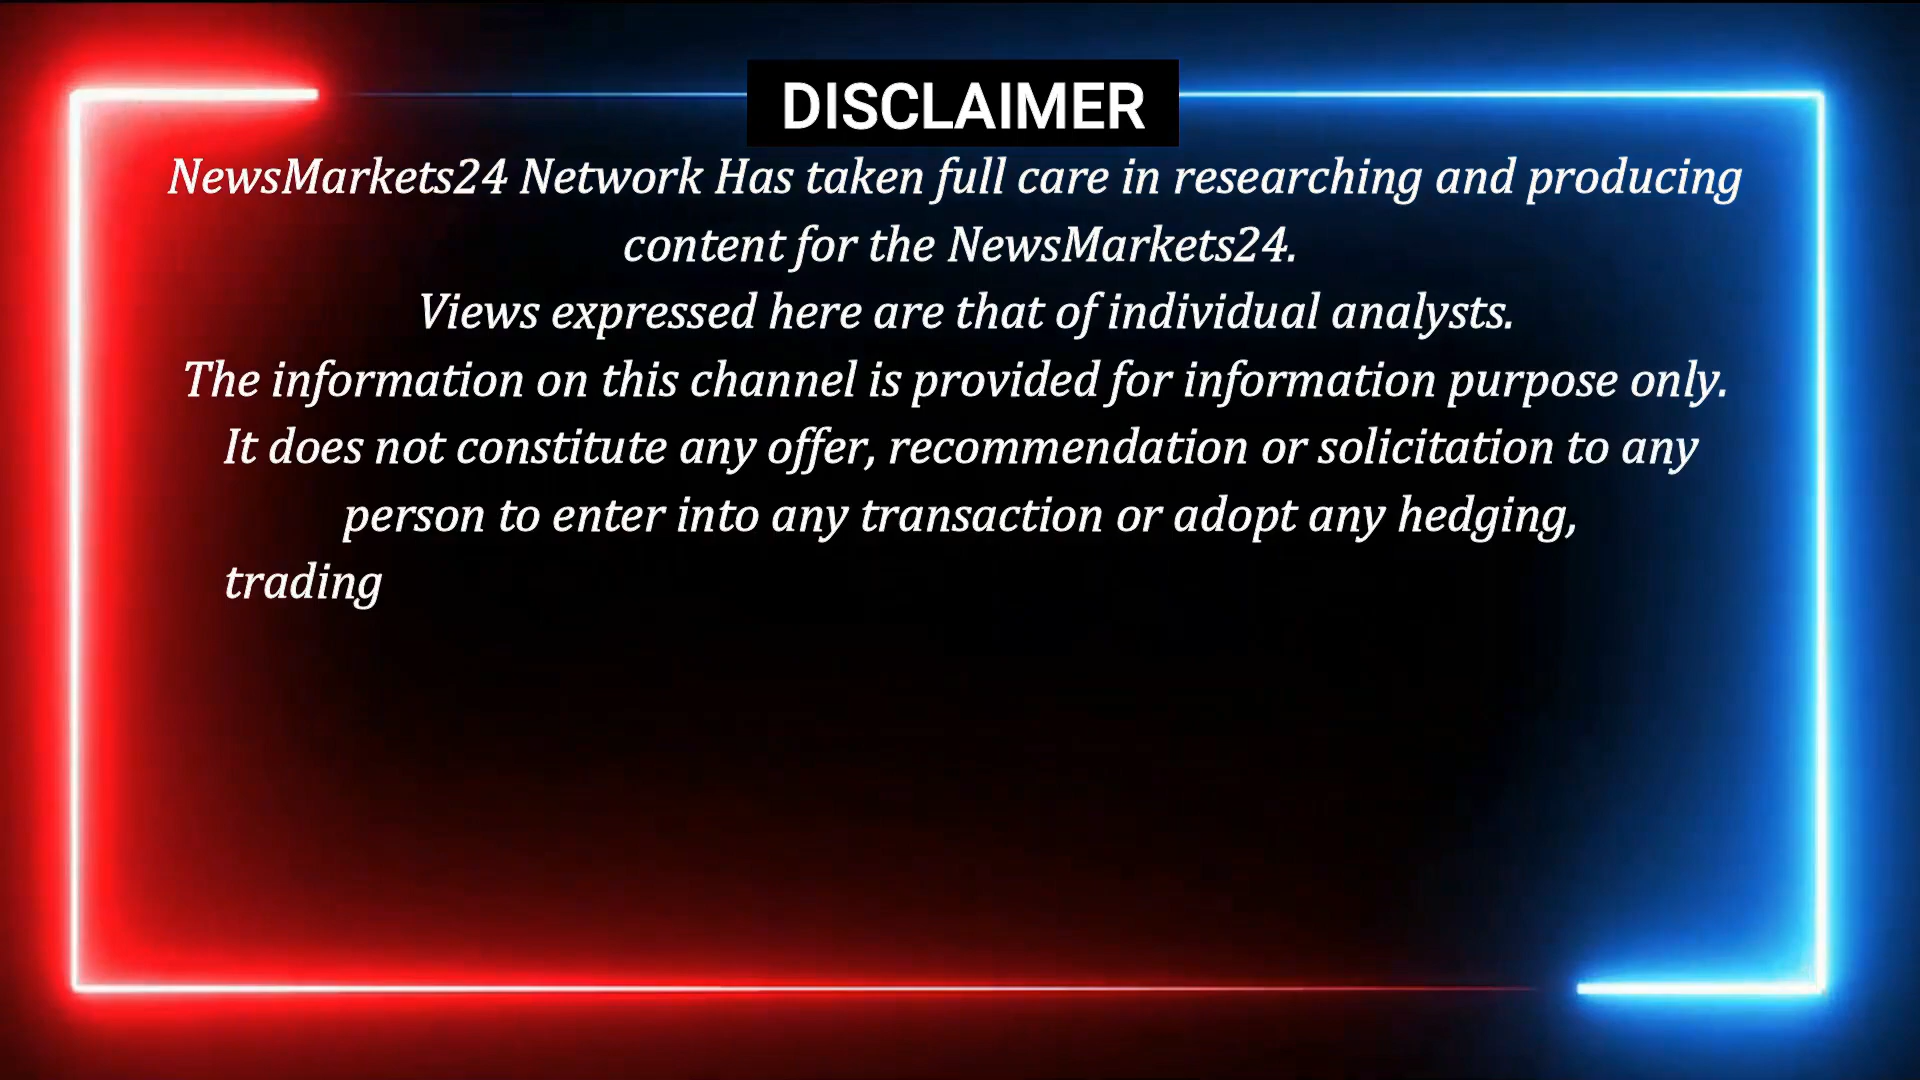 DISCLAIMER
NewsMarkets24 Network Has taken full care in researching and producing
content for the NewsMarkets24.
Views expressed here are that of individual analysts.
The information on this channel is provided for information purpose only.
It does not constitute any offer, recommendation or solicitation to any
person to enter into any transaction or adopt any hedging,
trading